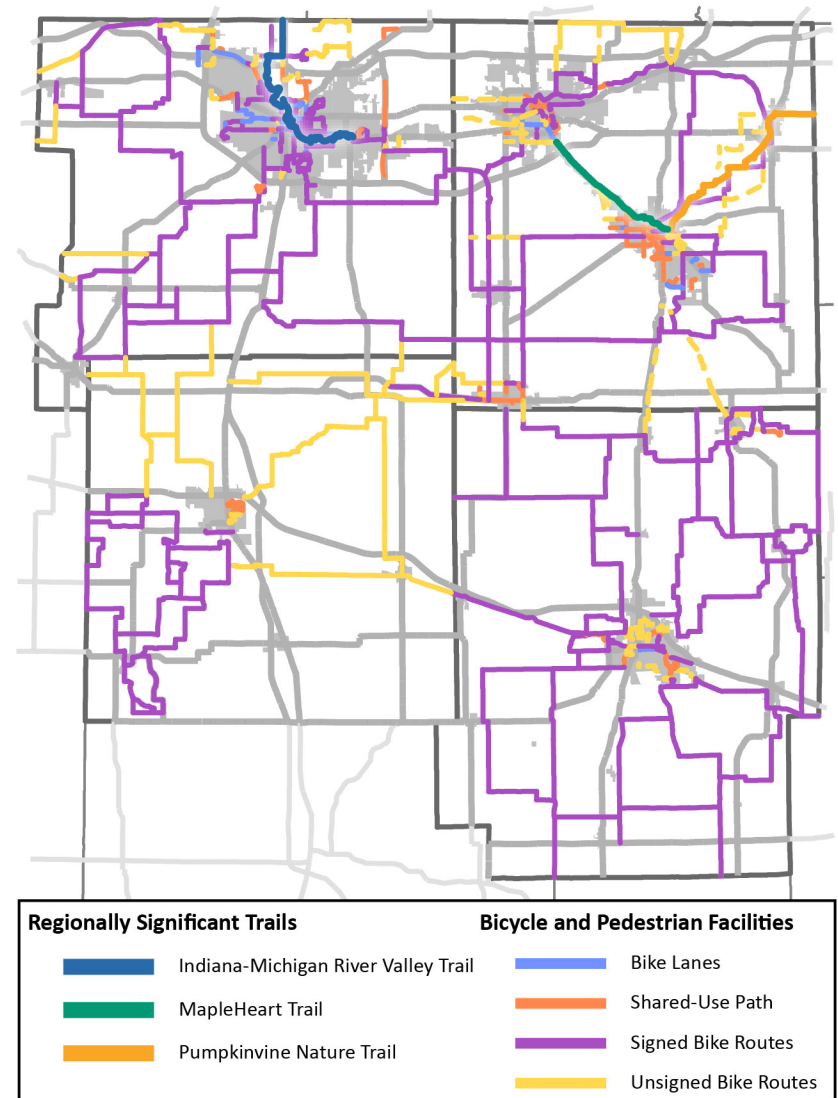 Regionally Significant Trails
Indiana-Michigan River Valley Trail
MapleHeart Trail
Pumpkinvine Nature Trail
Bicycle and Pedestrian Facilities
Bike Lanes
Shared-Use Path
Signed Bike Routes
Unsigned Bike Routes